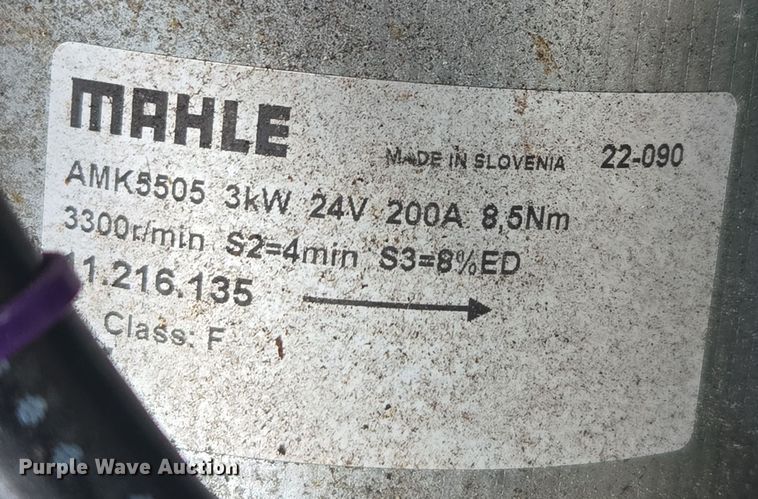 MAHLE
MADE IN SLOVENIA 22-090
AMK5505 3kW 24V 200A 8,5Nm
3300r/min S2=4min S3=8%ED
11.216.135
Class: F
Purple Wave Auction